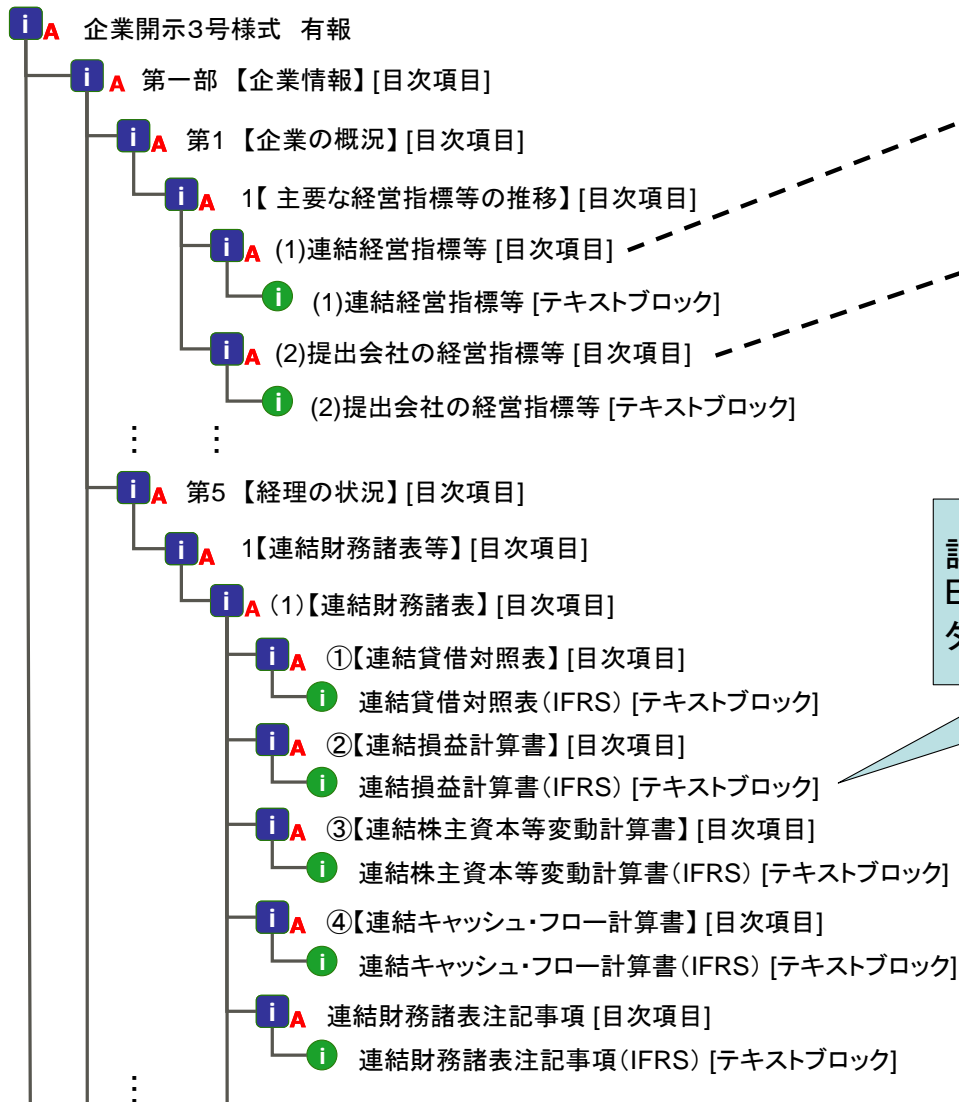 i A 企業開示3号様式 有報
i A 第一部 【企業情報】 [目次項目]
i A 第1 【企業の概況】 [目次項目]
i A 1【 主要な経営指標等の推移】 [目次項目]
i A (1)連結経営指標等 [目次項目]
i (1)連結経営指標等 [テキストブロック]
i A (2)提出会社の経営指標等 [目次項目]
i (2)提出会社の経営指標等 [テキストブロック]
⋮ ⋮
i A 第5 【経理の状況】 [目次項目]
i A 1【連結財務諸表等】 [目次項目]
i A (1)【連結財務諸表】 [目次項目]
i A ①【連結貸借対照表】 [目次項目]
i 連結貸借対照表(IFRS) [テキストブロック]
i A ②【連結損益計算書】 [目次項目]
i 連結損益計算書(IFRS) [テキストブロック]
i A ③【連結株主資本等変動計算書】 [目次項目]
i 連結株主資本等変動計算書(IFRS) [テキストブロック]
i A ④【連結キャッシュ・フロー計算書】 [目次項目]
i 連結キャッシュ・フロー計算書(IFRS) [テキストブロック]
i A 連結財務諸表注記事項 [目次項目]
i 連結財務諸表注記事項(IFRS) [テキストブロック]
⋮